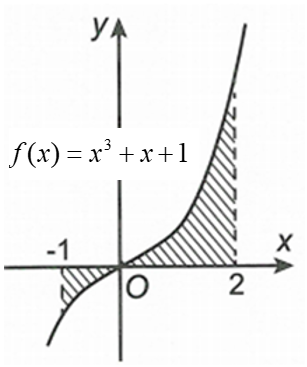 y
f(x) = x³ + x + 1
-1
x
O
2